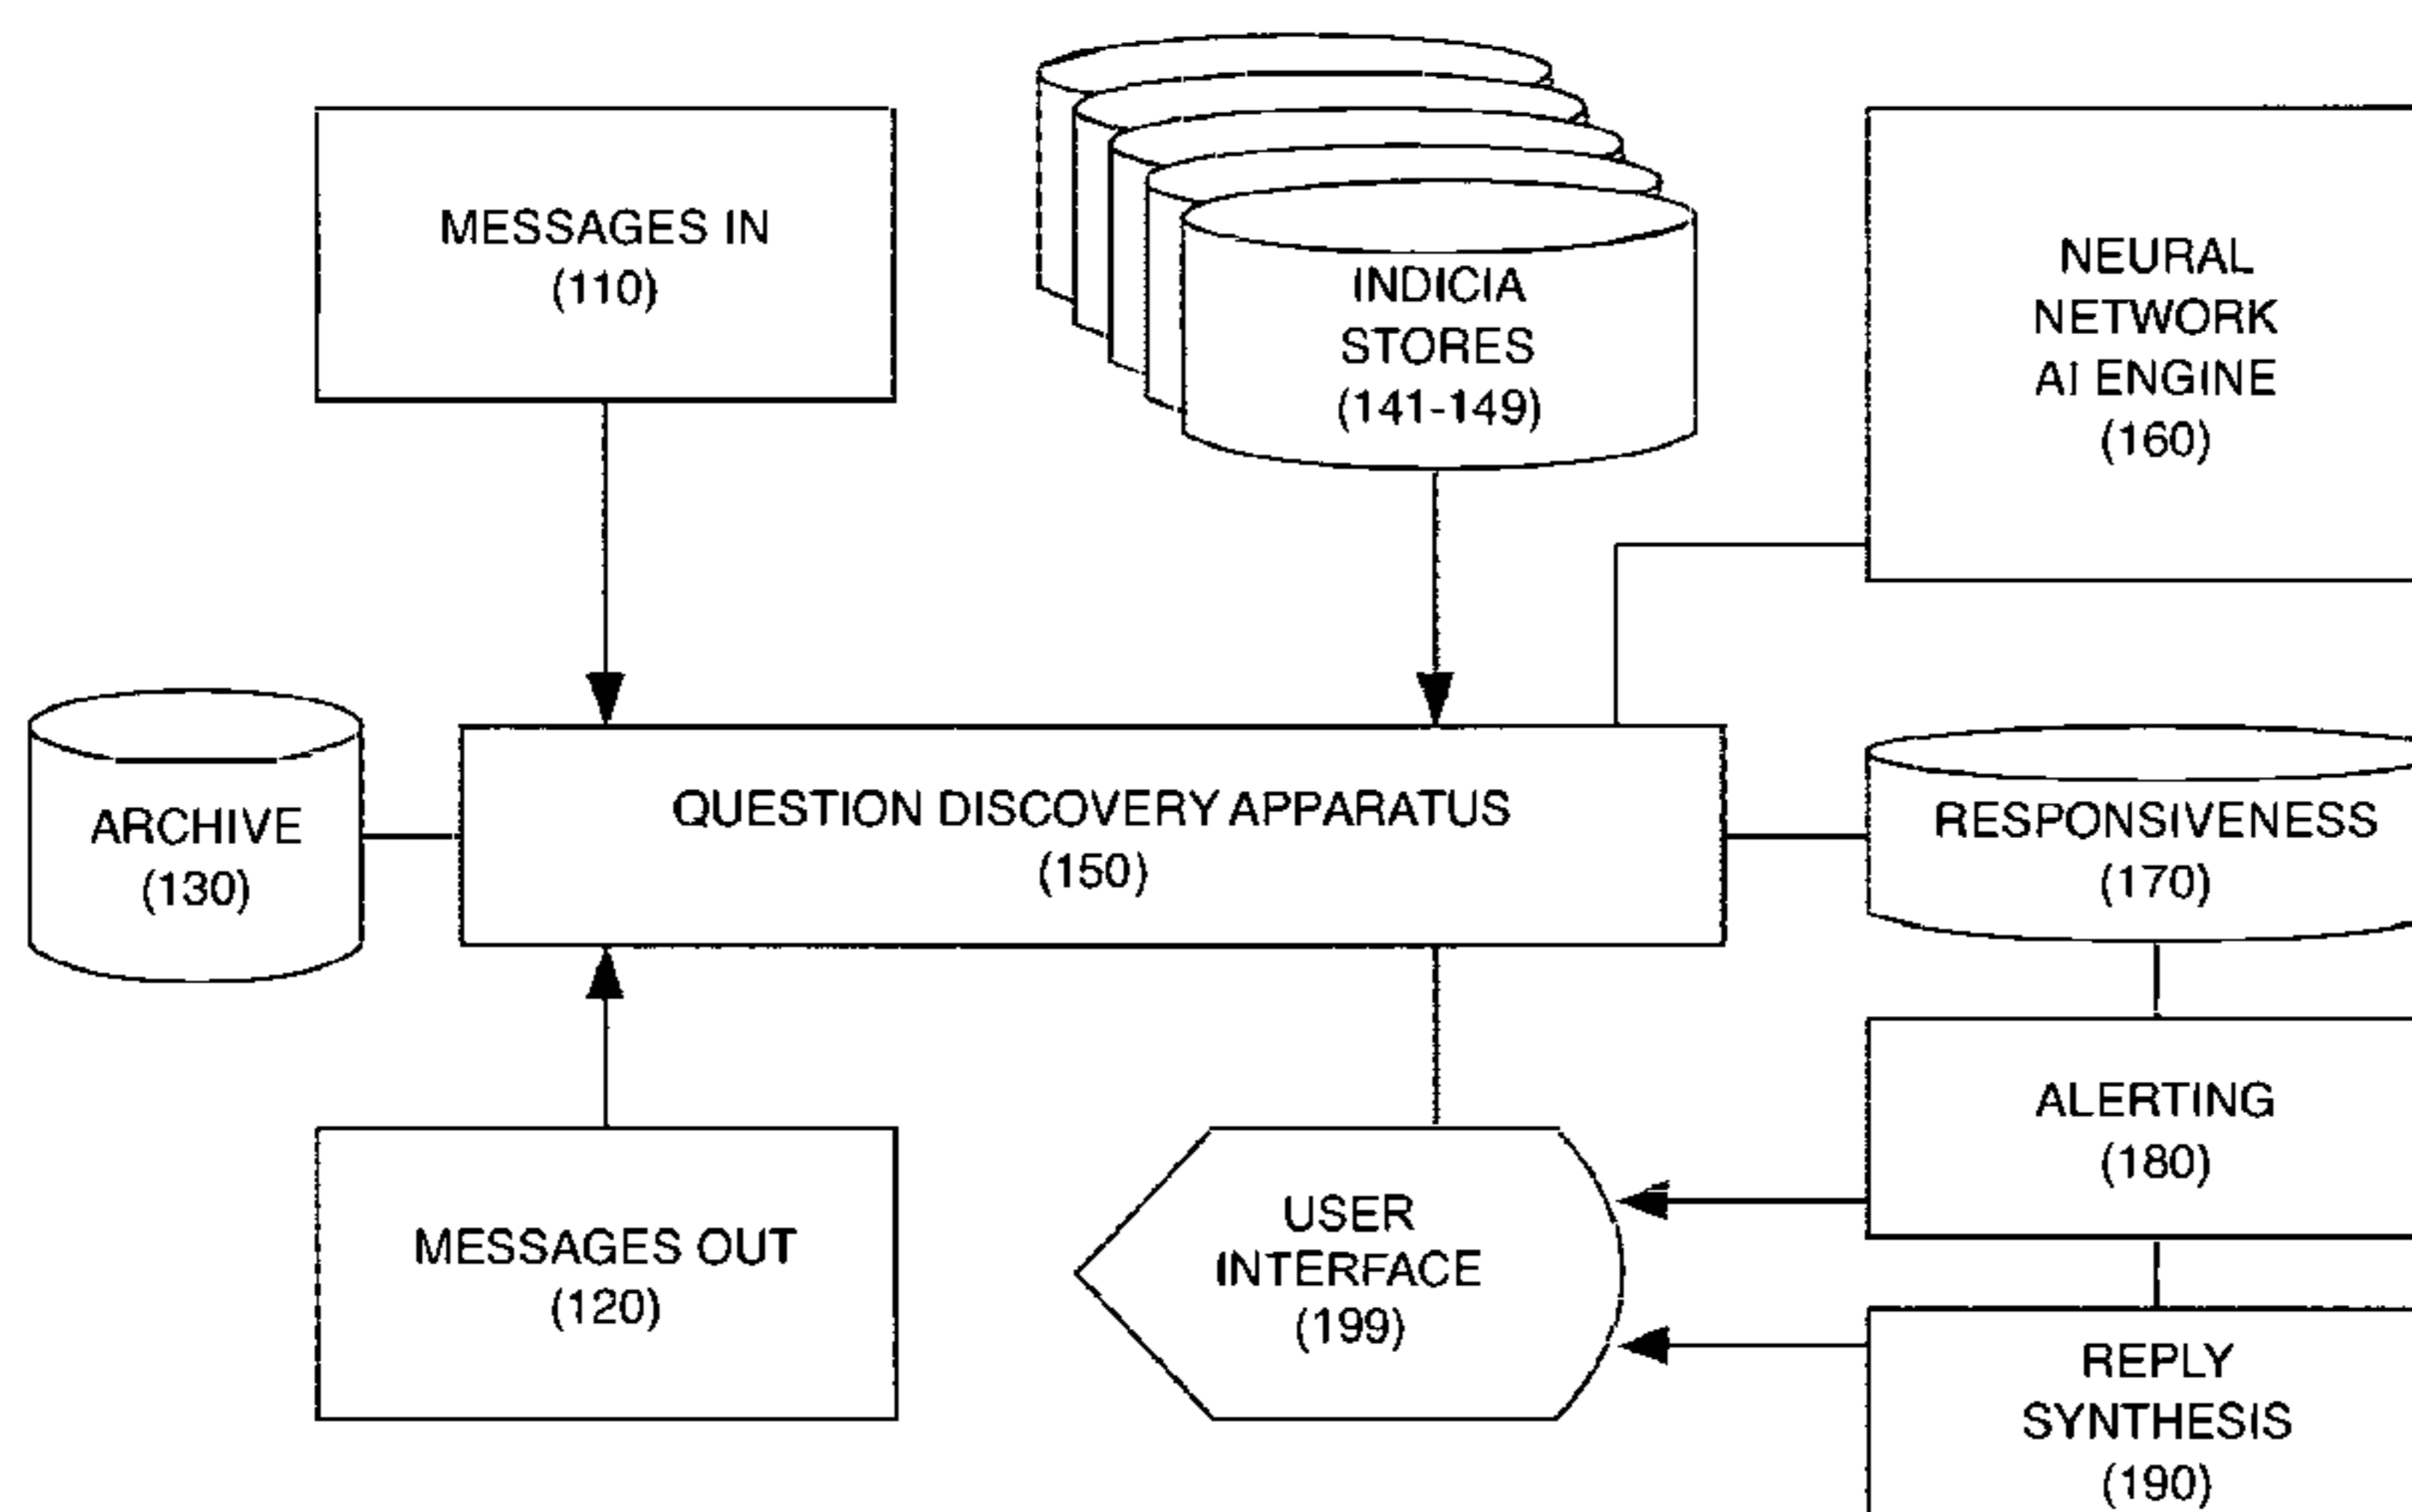 MESSAGES IN
(110)
INDICIA
STORES
(141-149)
NEURAL
NETWORK
AI ENGINE
(160)
ARCHIVE
(130)
QUESTION DISCOVERY APPARATUS
(150)
RESPONSIVENESS
(170)
MESSAGES OUT
(120)
USER
INTERFACE
(199)
ALERTING
(180)
REPLY
SYNTHESIS
(190)